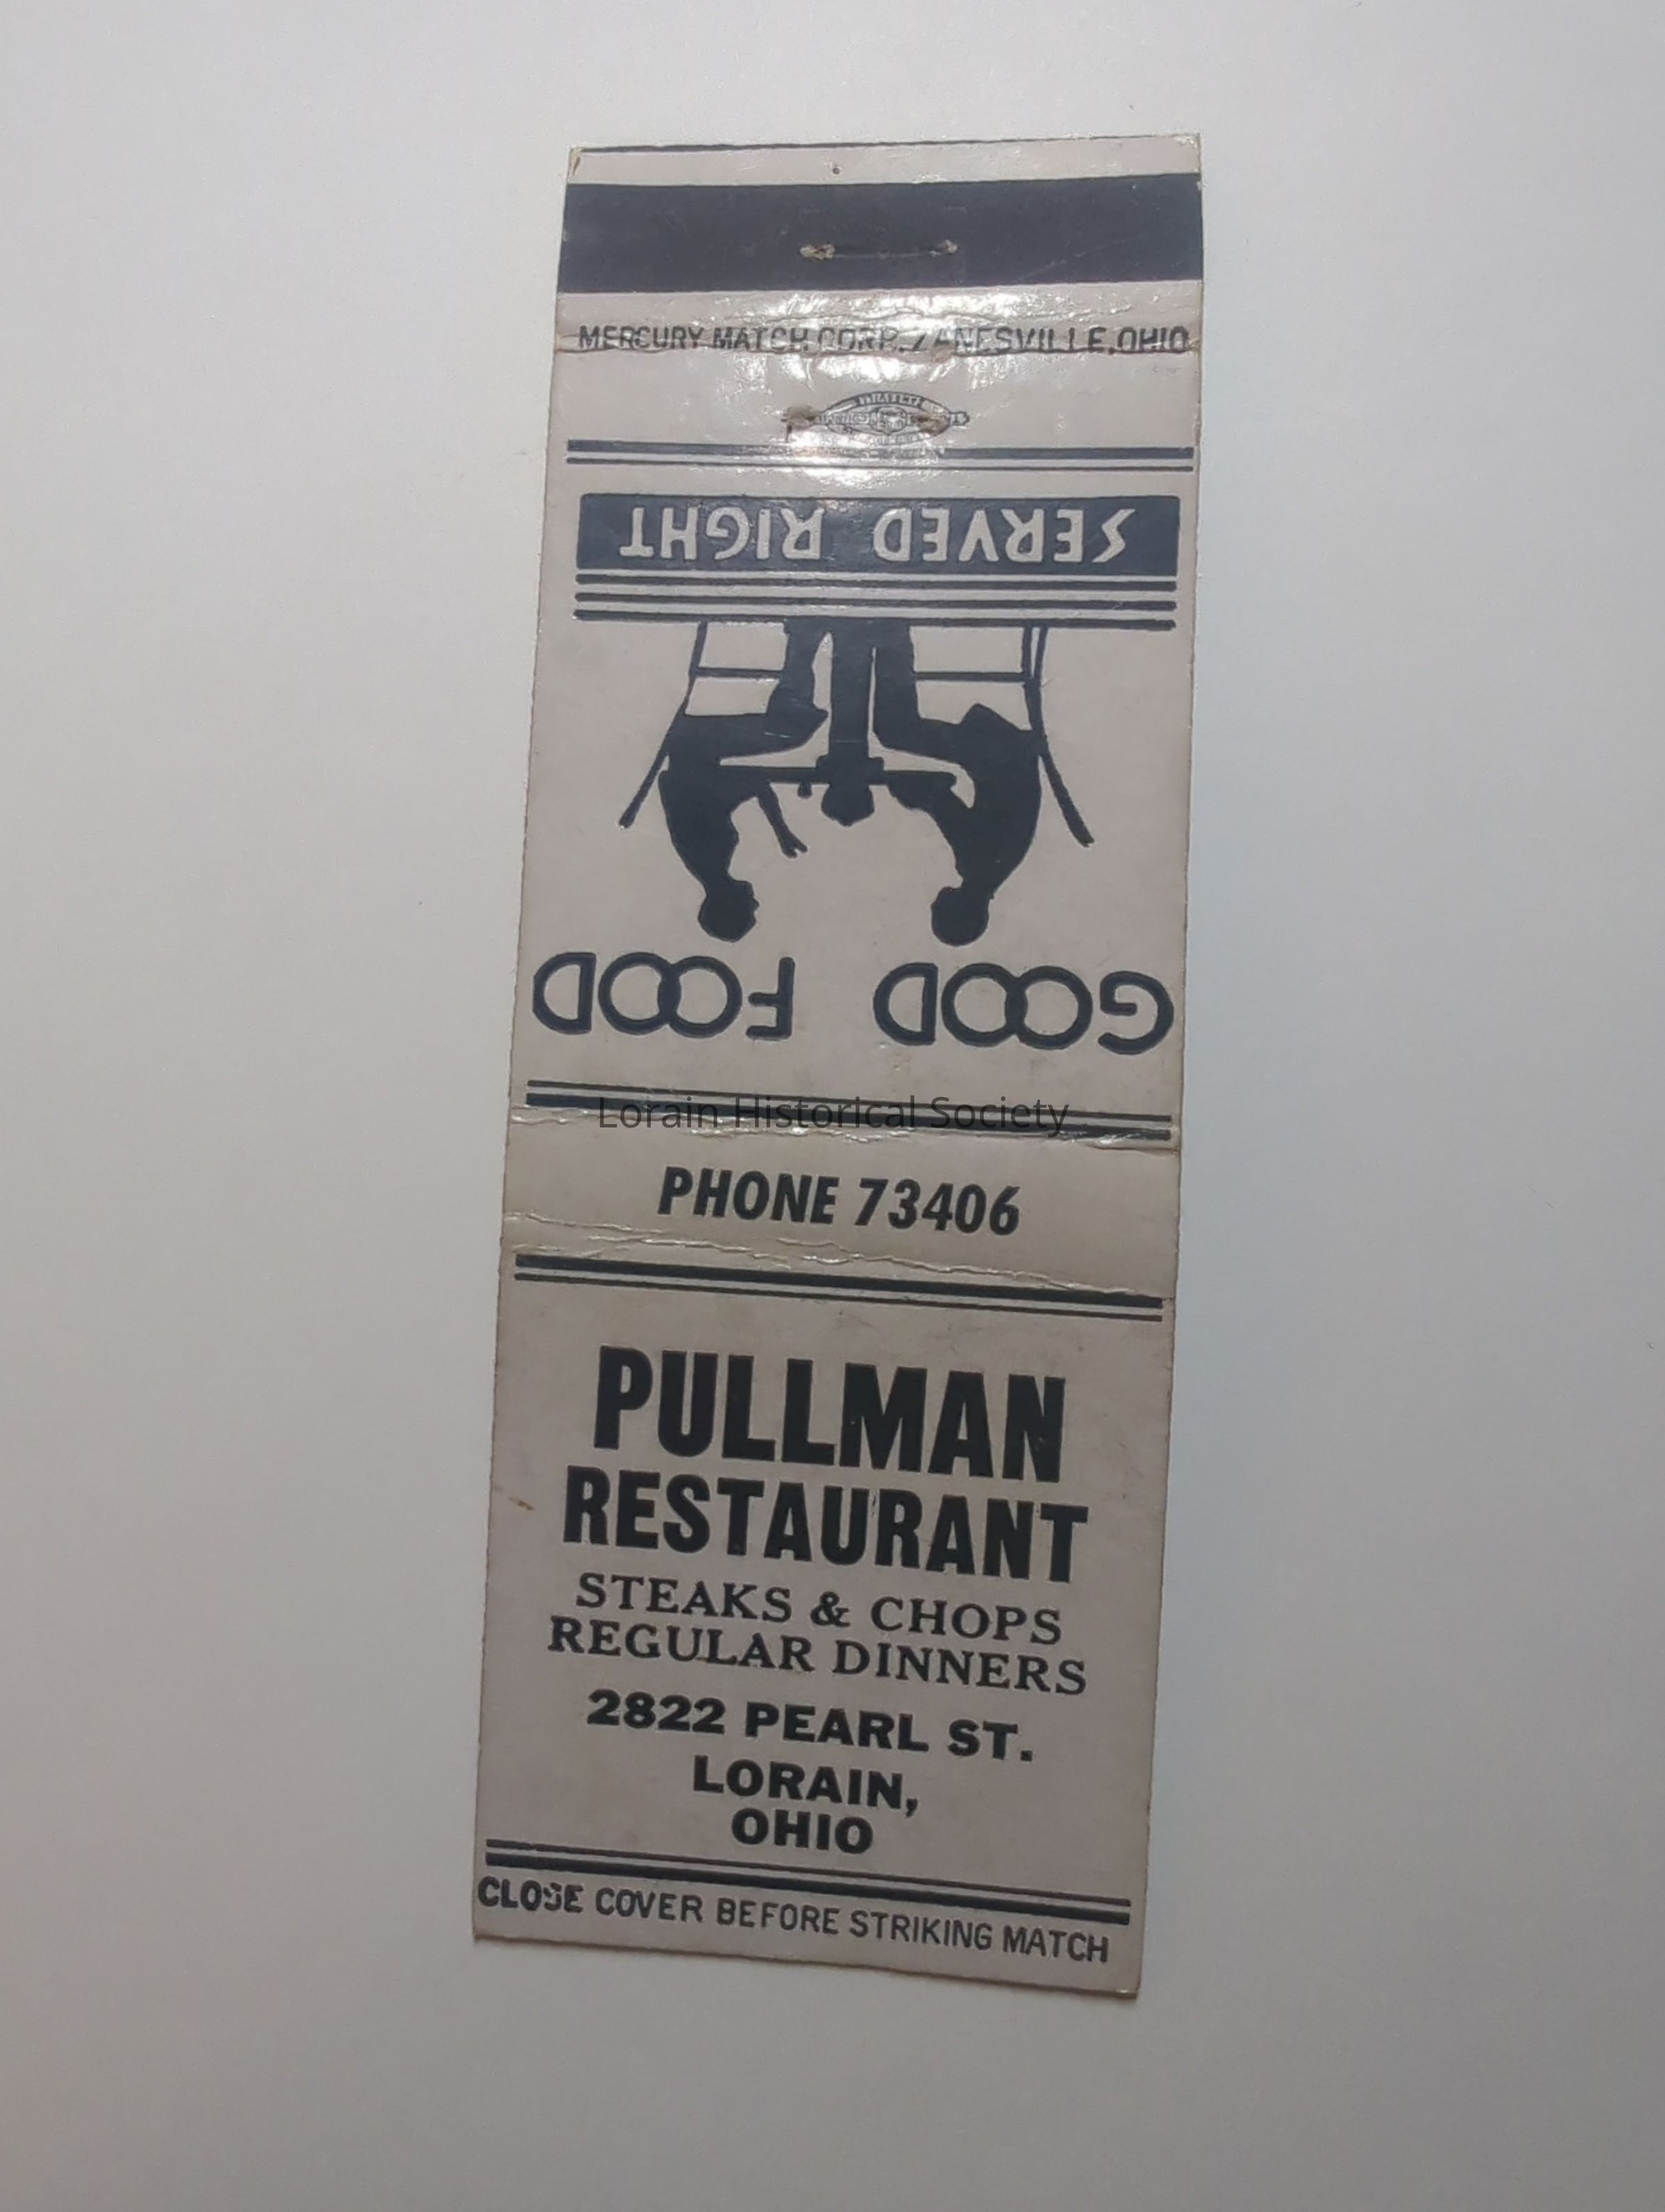 MERCURY MATCH CORP. ZANESVILLE, OHIO
GOOD FOOD
SERVED RIGHT
Lorain Historical Society
PHONE 73406
PULLMAN
RESTAURANT
STEAKS & CHOPS
REGULAR DINNERS
2822 PEARL ST.
LORAIN,
OHIO
CLOSE COVER BEFORE STRIKING MATCH